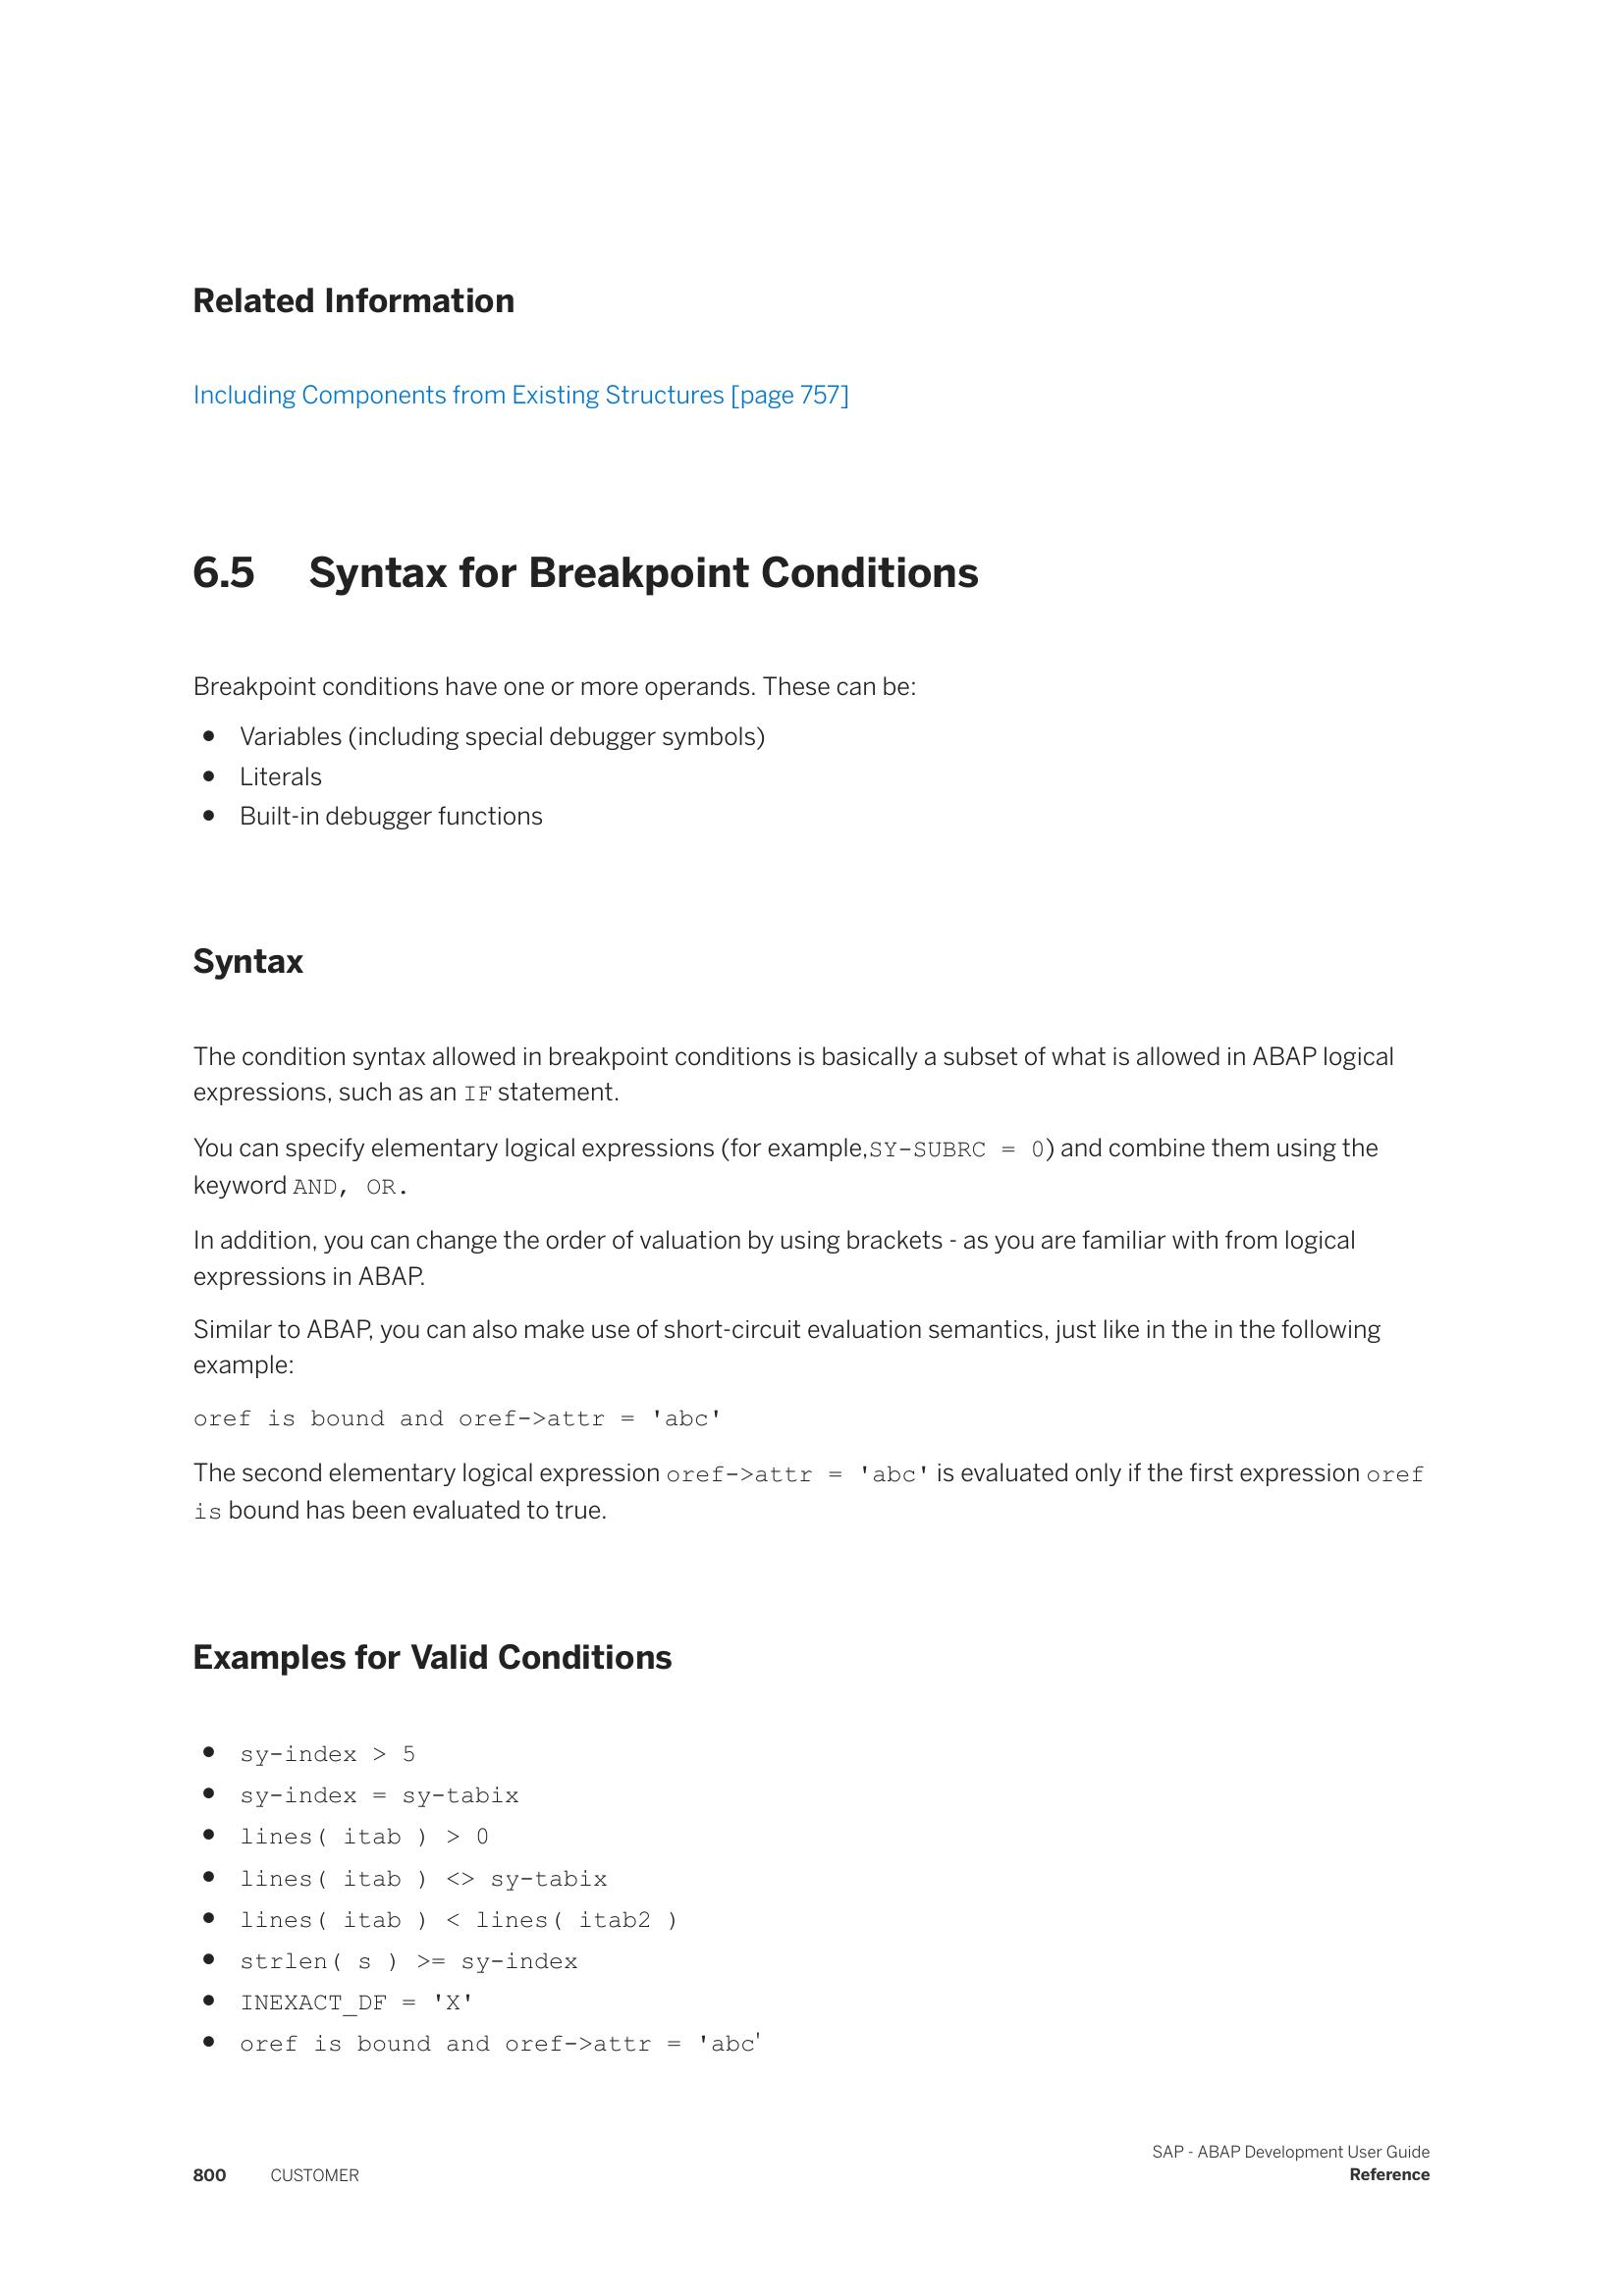 Related Information
Including Components from Existing Structures [page 757]
6.5 Syntax for Breakpoint Conditions
Breakpoint conditions have one or more operands. These can be:
● Variables (including special debugger symbols)
● Literals
● Built-in debugger functions
Syntax
The condition syntax allowed in breakpoint conditions is basically a subset of what is allowed in ABAP logical
expressions, such as an IF statement.
You can specify elementary logical expressions (for example,SY-SUBRC = 0) and combine them using the
keyword AND, OR.
In addition, you can change the order of valuation by using brackets - as you are familiar with from logical
expressions in ABAP.
Similar to ABAP, you can also make use of short-circuit evaluation semantics, just like in the in the following
example:
oref is bound and oref->attr = 'abc'
The second elementary logical expression oref->attr = 'abc' is evaluated only if the first expression oref
is bound has been evaluated to true.
Examples for Valid Conditions
● sy-index > 5
● sy-index = sy-tabix
● lines( itab ) > 0
● lines( itab ) <> sy-tabix
● lines( itab ) < lines( itab2 )
● strlen( s ) >= sy-index
● INEXACT_DF = 'X'
● oref is bound and oref->attr = 'abc'
SAP - ABAP Development User Guide
800 CUSTOMER Reference